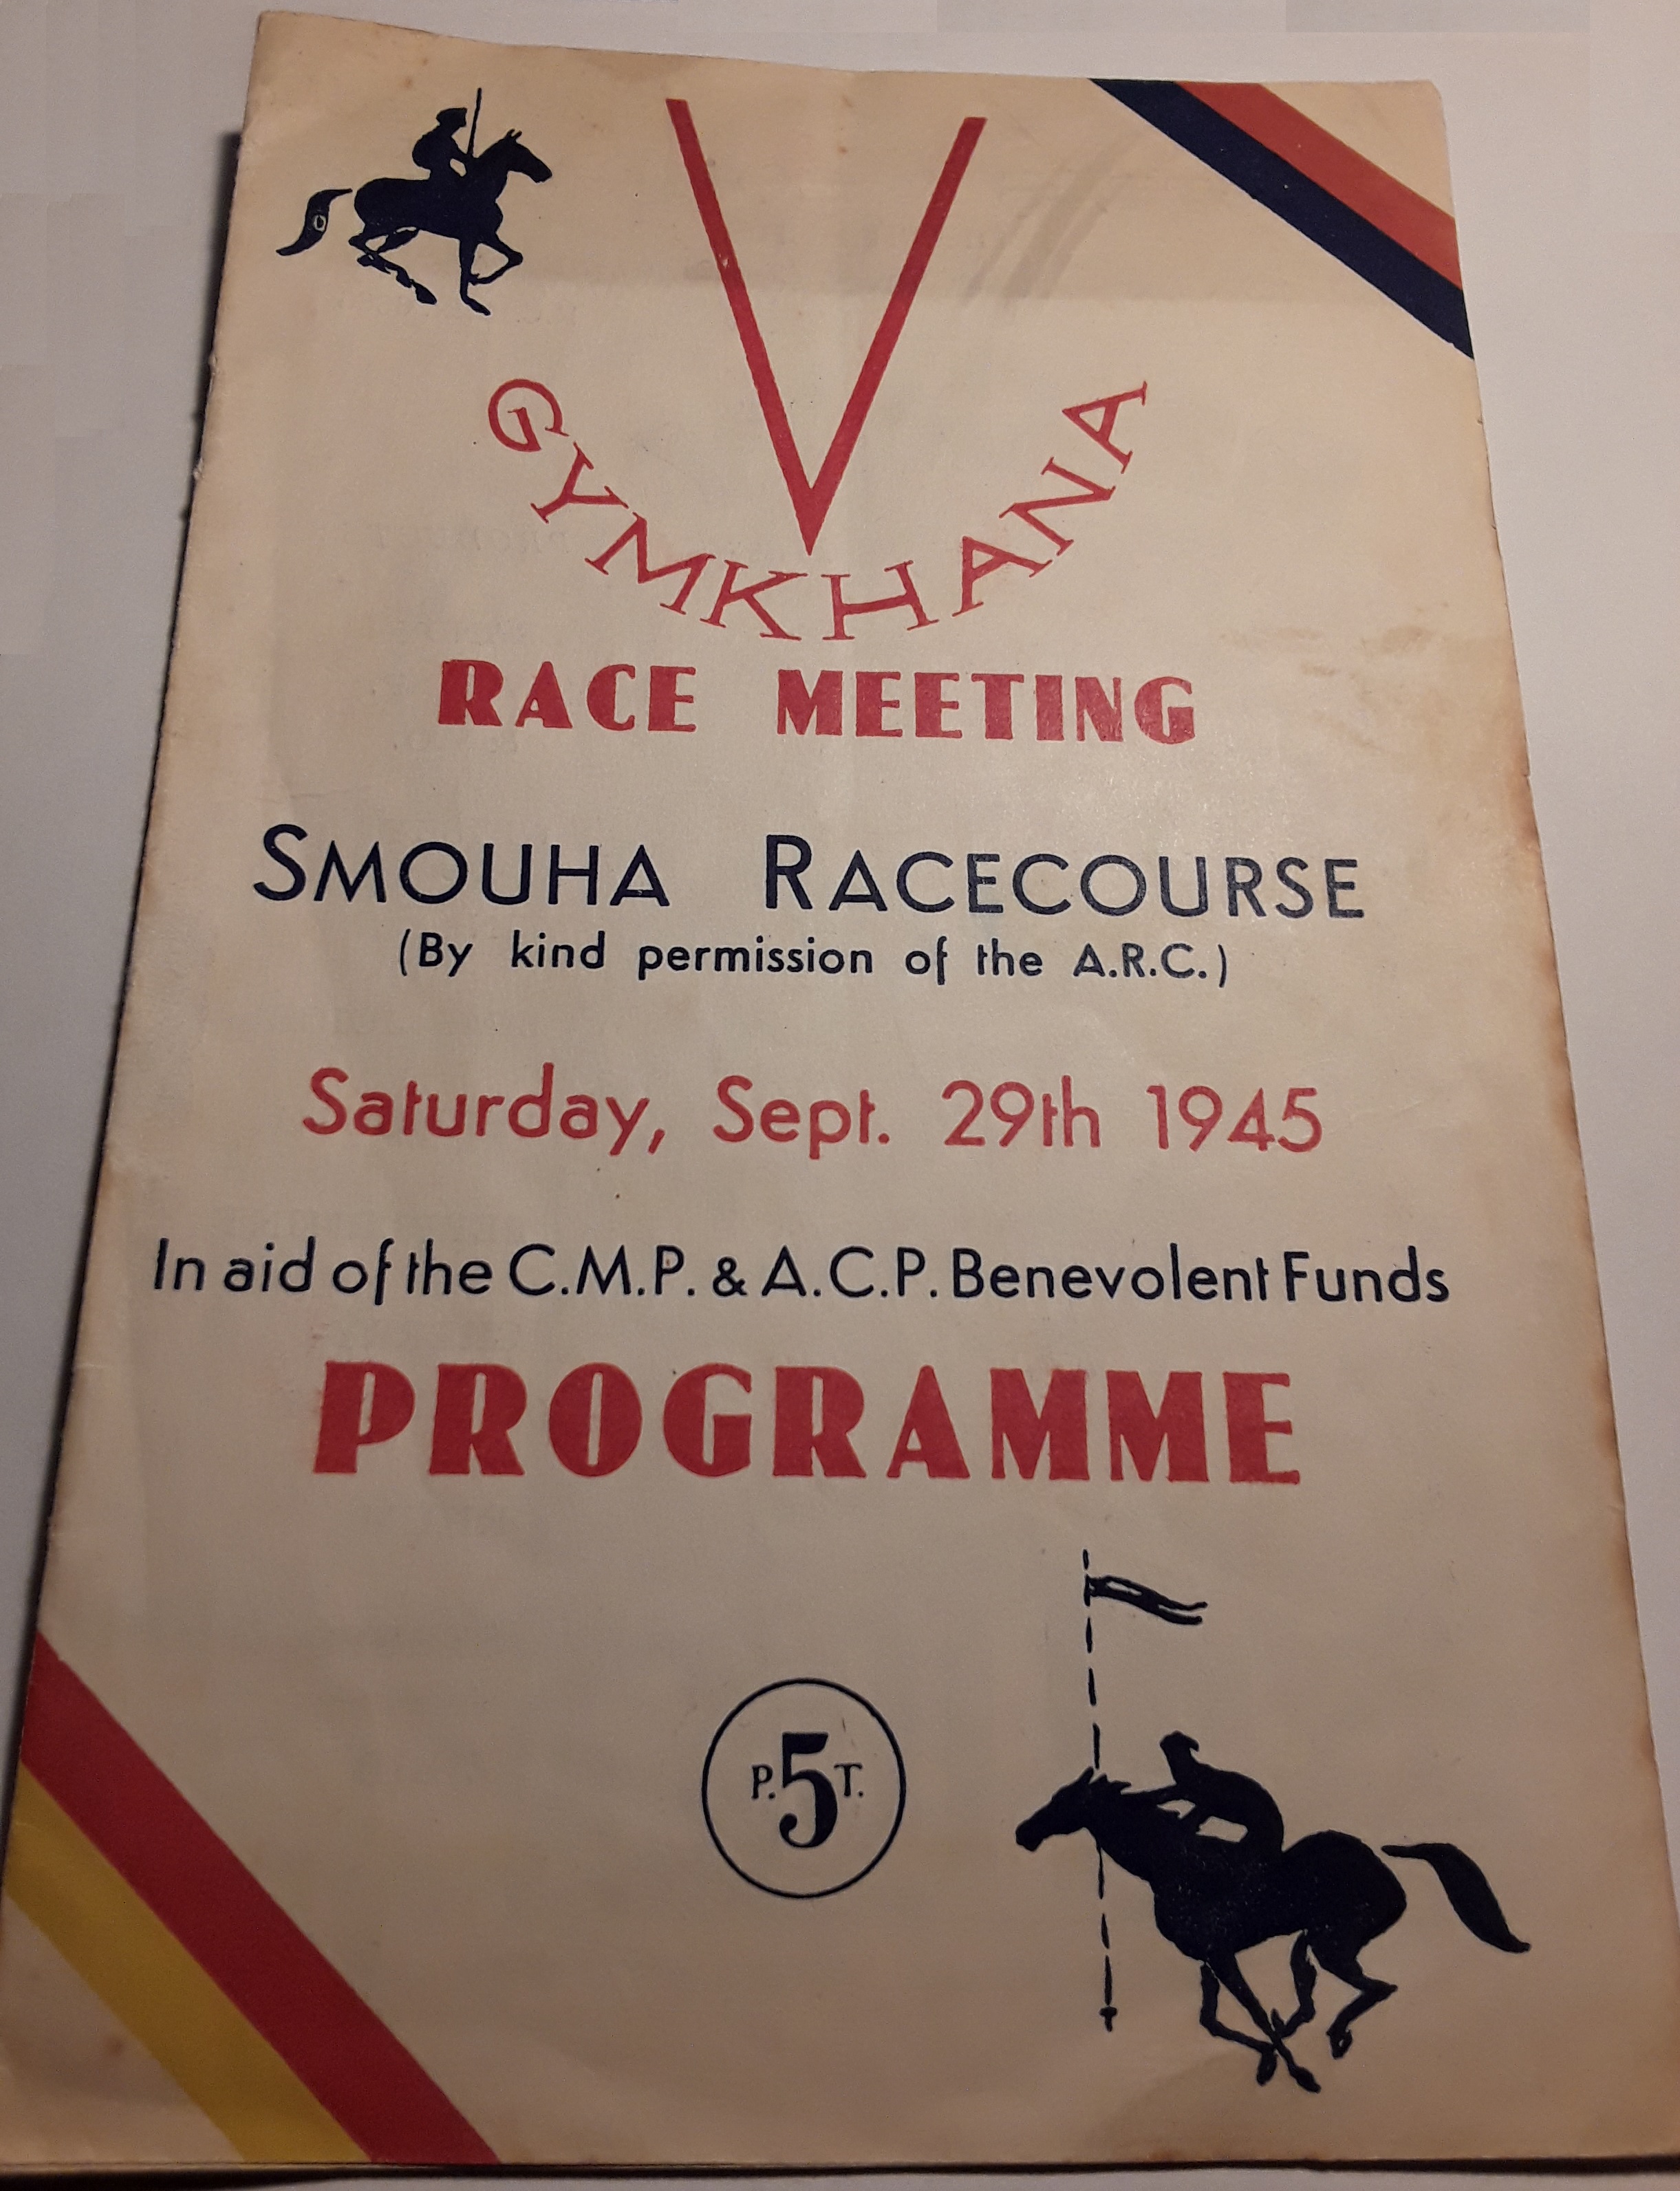 V
GYMKHANA
RACE MEETING
SMOUHA RACECOURSE
(By kind permission of the A.R.C.)
Saturday, Sept. 29th 1945
In aid of the C.M.P. & A.C.P. Benevolent Funds
PROGRAMME
P. 5 T.